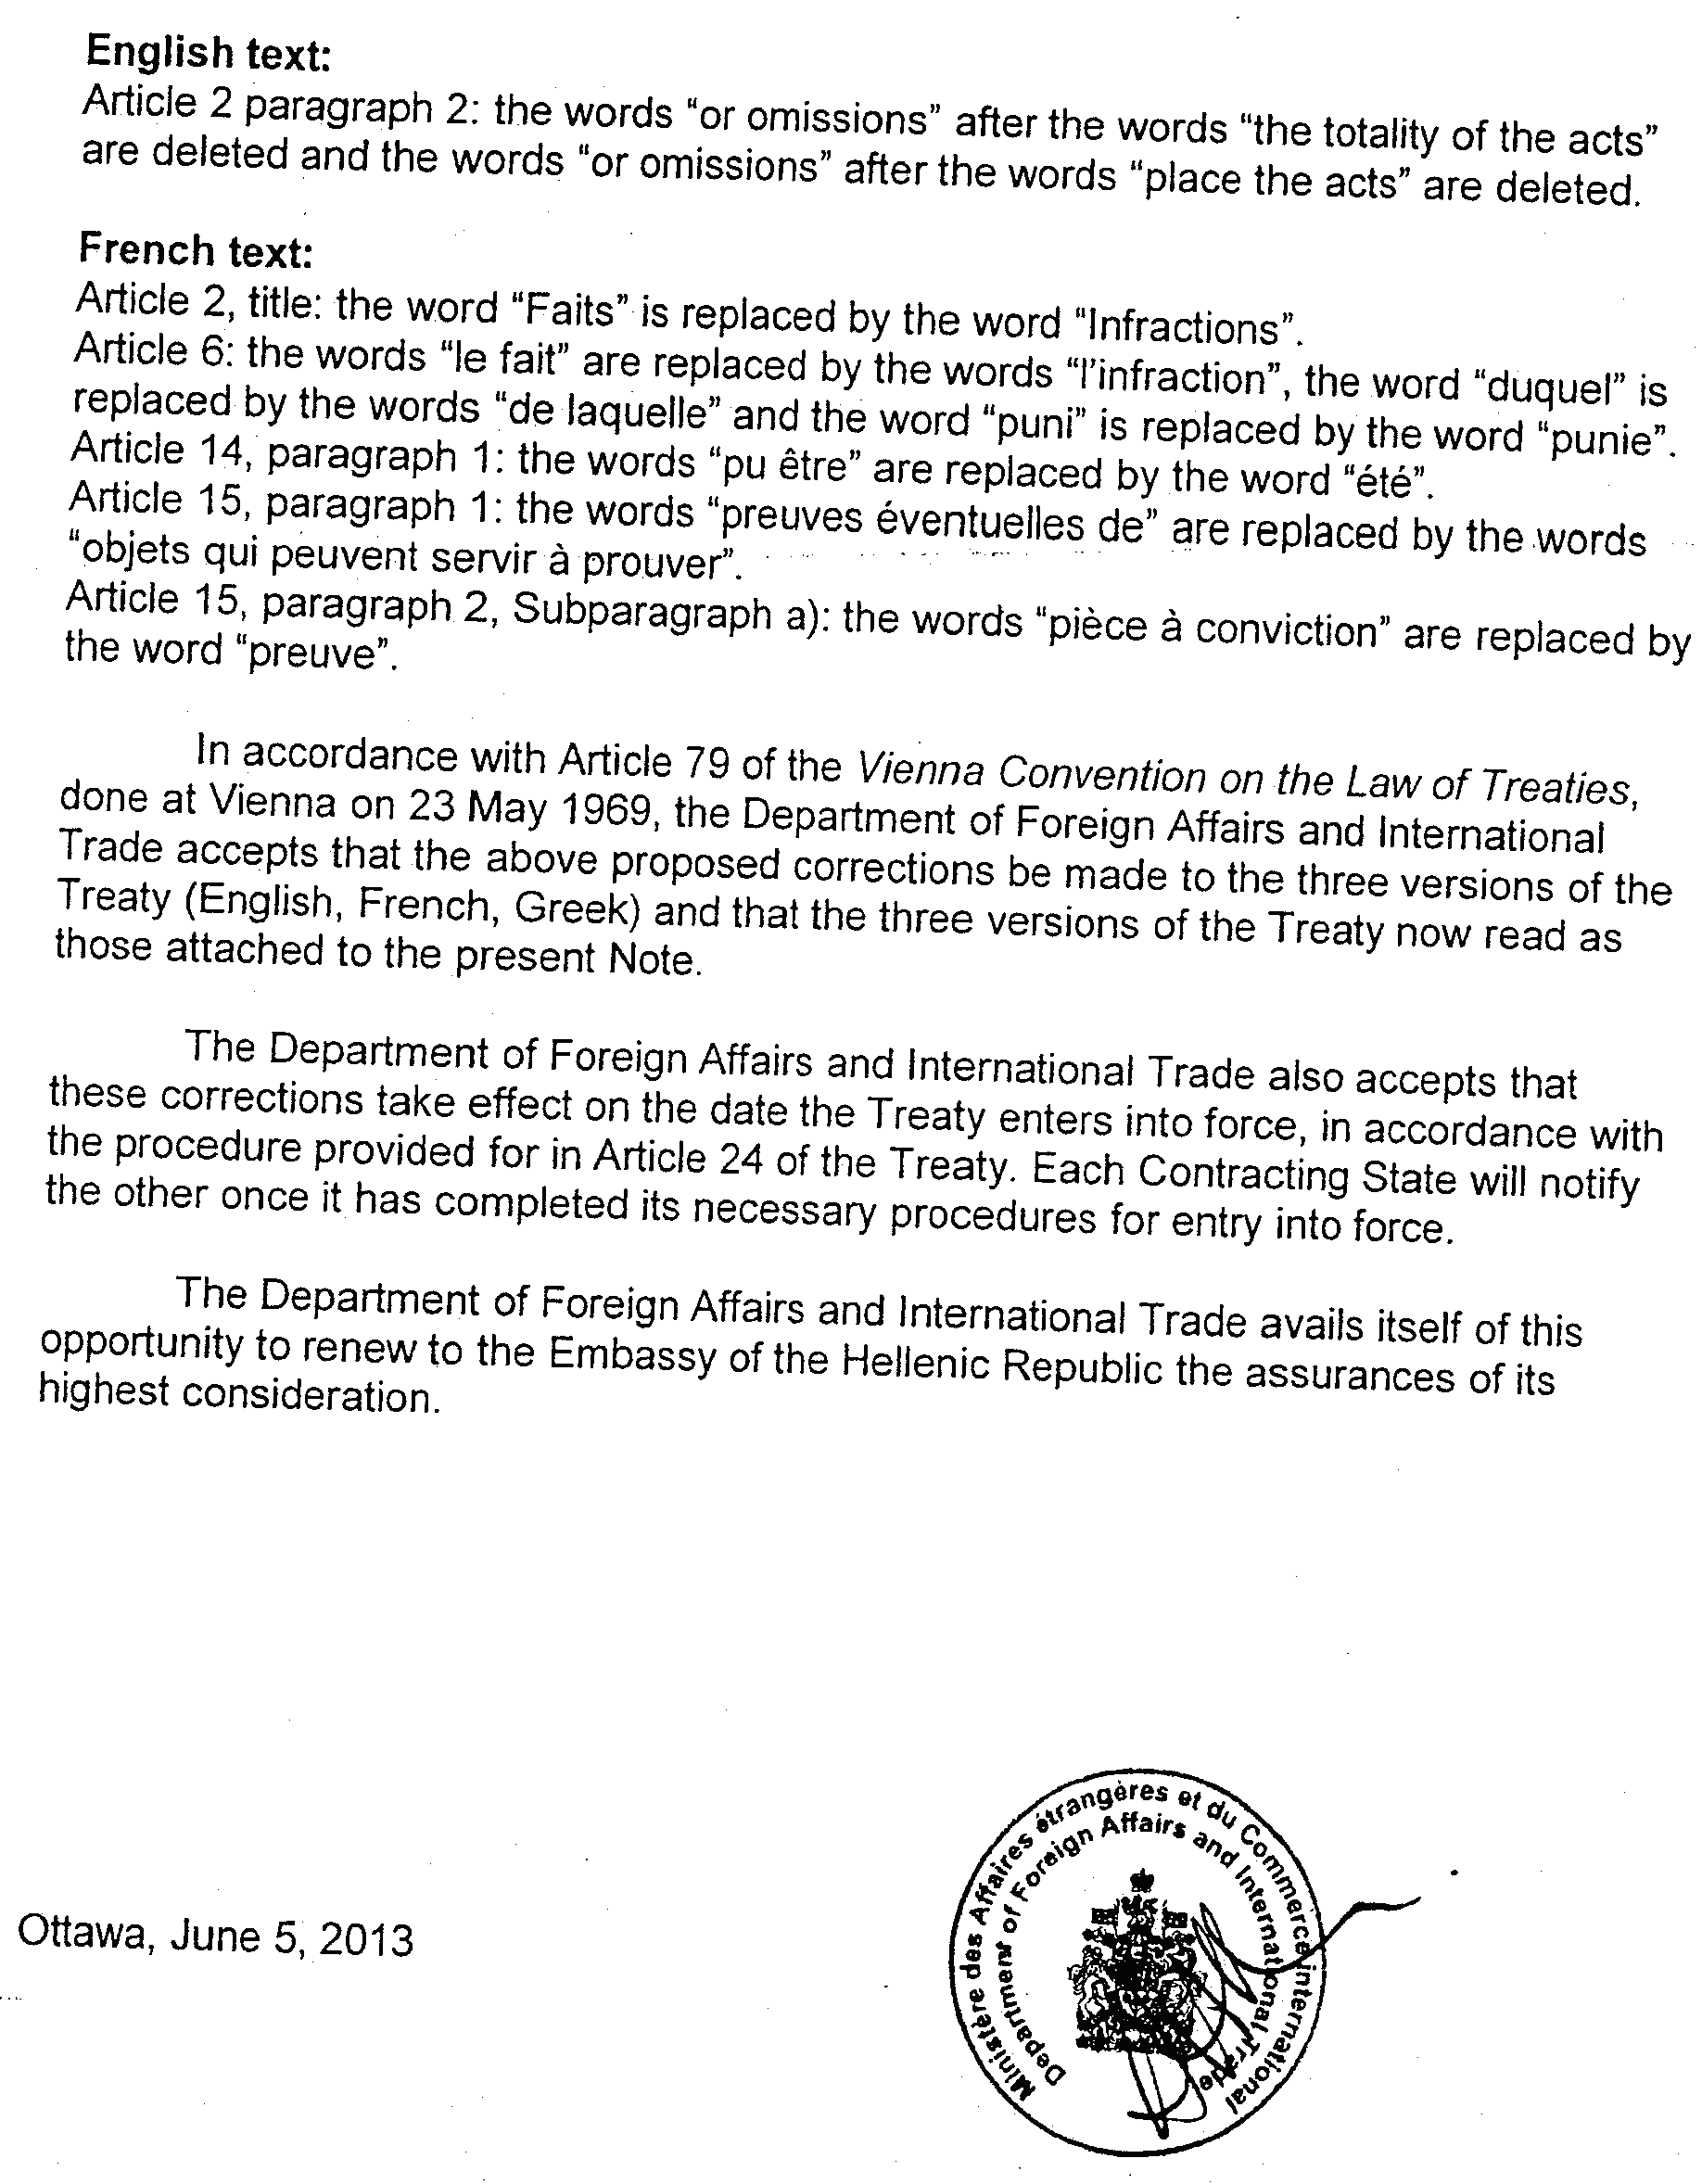 English text:
Article 2 paragraph 2: the words “or omissions” after the words “the totality of the acts”
are deleted and the words “or omissions” after the words “place the acts” are deleted.
French text:
Article 2, title: the word “Faits” is replaced by the word “Infractions”.
Article 6: the words “le fait” are replaced by the words “l’infraction”, the word “duquel” is
replaced by the words “de laquelle” and the word “puni” is replaced by the word “punie”.
Article 14, paragraph 1: the words “pu être” are replaced by the word “été”.
Article 15, paragraph 1: the words “preuves éventuelles de” are replaced by the words
“objets qui peuvent servir à prouver”.
Article 15, paragraph 2, Subparagraph a): the words “pièce à conviction” are replaced by
the word “preuve”.
In accordance with Article 79 of the Vienna Convention on the Law of Treaties,
done at Vienna on 23 May 1969, the Department of Foreign Affairs and International
Trade accepts that the above proposed corrections be made to the three versions of the
Treaty (English, French, Greek) and that the three versions of the Treaty now read as
those attached to the present Note.
The Department of Foreign Affairs and International Trade also accepts that
these corrections take effect on the date the Treaty enters into force, in accordance with
the procedure provided for in Article 24 of the Treaty. Each Contracting State will notify
the other once it has completed its necessary procedures for entry into force.
The Department of Foreign Affairs and International Trade avails itself of this
opportunity to renew to the Embassy of the Hellenic Republic the assurances of its
highest consideration.
Ministère des Affaires étrangères et du Commerce international
Department of Foreign Affairs and International Trade
Ottawa, June 5, 2013